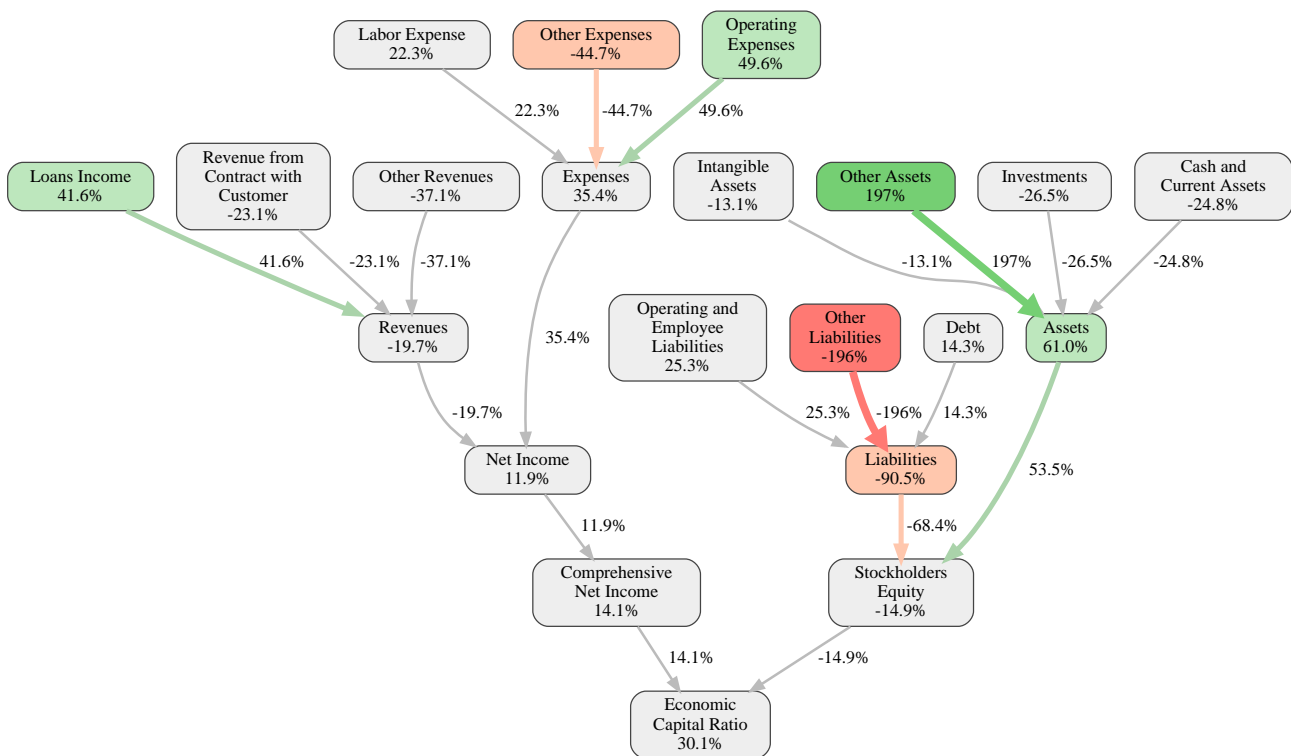 Labor Expense
22.3%
Other Expenses
-44.7%
Operating
Expenses
49.6%
22.3%
-44.7%
49.6%
Loans Income
41.6%
Revenue from
Contract with
Customer
-23.1%
Other Revenues
-37.1%
Expenses
35.4%
Intangible
Assets
-13.1%
Other Assets
197%
Investments
-26.5%
Cash and
Current Assets
-24.8%
41.6%
-23.1%
-37.1%
-13.1%
197%
-26.5%
-24.8%
Revenues
-19.7%
35.4%
Operating and
Employee
Liabilities
25.3%
Other
Liabilities
-196%
Debt
14.3%
Assets
61.0%
-19.7%
25.3%
-196%
14.3%
Net Income
11.9%
Liabilities
-90.5%
53.5%
11.9%
-68.4%
Comprehensive
Net Income
14.1%
Stockholders
Equity
-14.9%
14.1%
-14.9%
Economic
Capital Ratio
30.1%